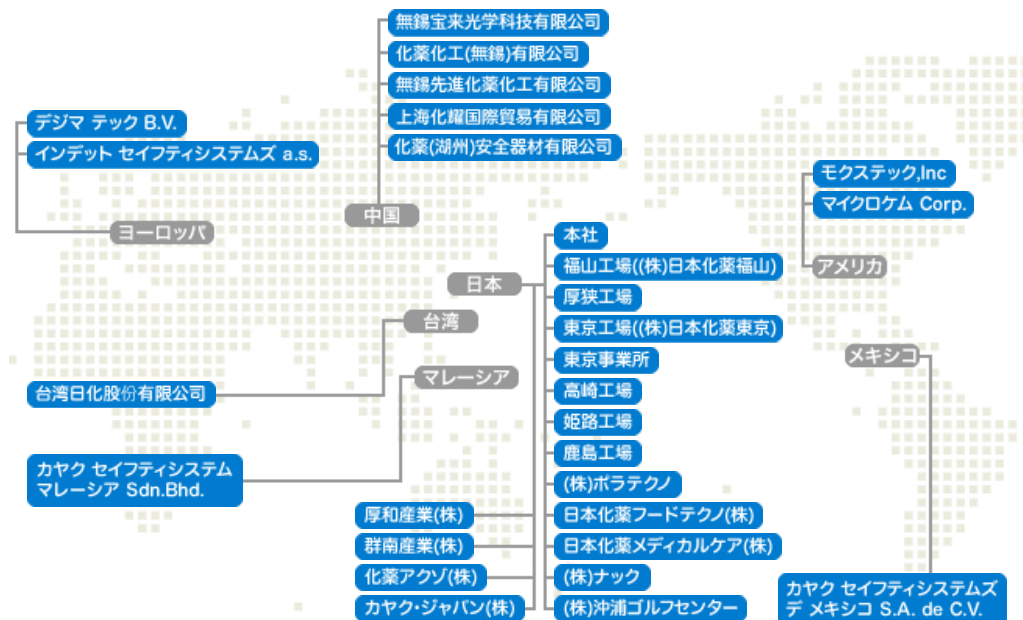 無錫宝来光学科技有限公司
化薬化工(無錫)有限公司
無錫先進化薬化工有限公司
上海化耀国際貿易有限公司
化薬(湖州)安全器材有限公司
中国
デジマ テック B.V.
インデット セイフティシステムズ a.s.
ヨーロッパ
モクステック,Inc
マイクロケム Corp.
アメリカ
日本
本社
福山工場((株)日本化薬福山)
厚狭工場
東京工場((株)日本化薬東京)
東京事業所
高崎工場
姫路工場
鹿島工場
(株)ポラテクノ
日本化薬フードテクノ(株)
日本化薬メディカルケア(株)
(株)ナック
(株)沖浦ゴルフセンター
厚和産業(株)
群南産業(株)
化薬アクゾ(株)
カヤク・ジャパン(株)
台湾
台湾日化股份有限公司
マレーシア
カヤク セイフティシステム
マレーシア Sdn.Bhd.
メキシコ
カヤク セイフティシステムズ
デ メキシコ S.A. de C.V.